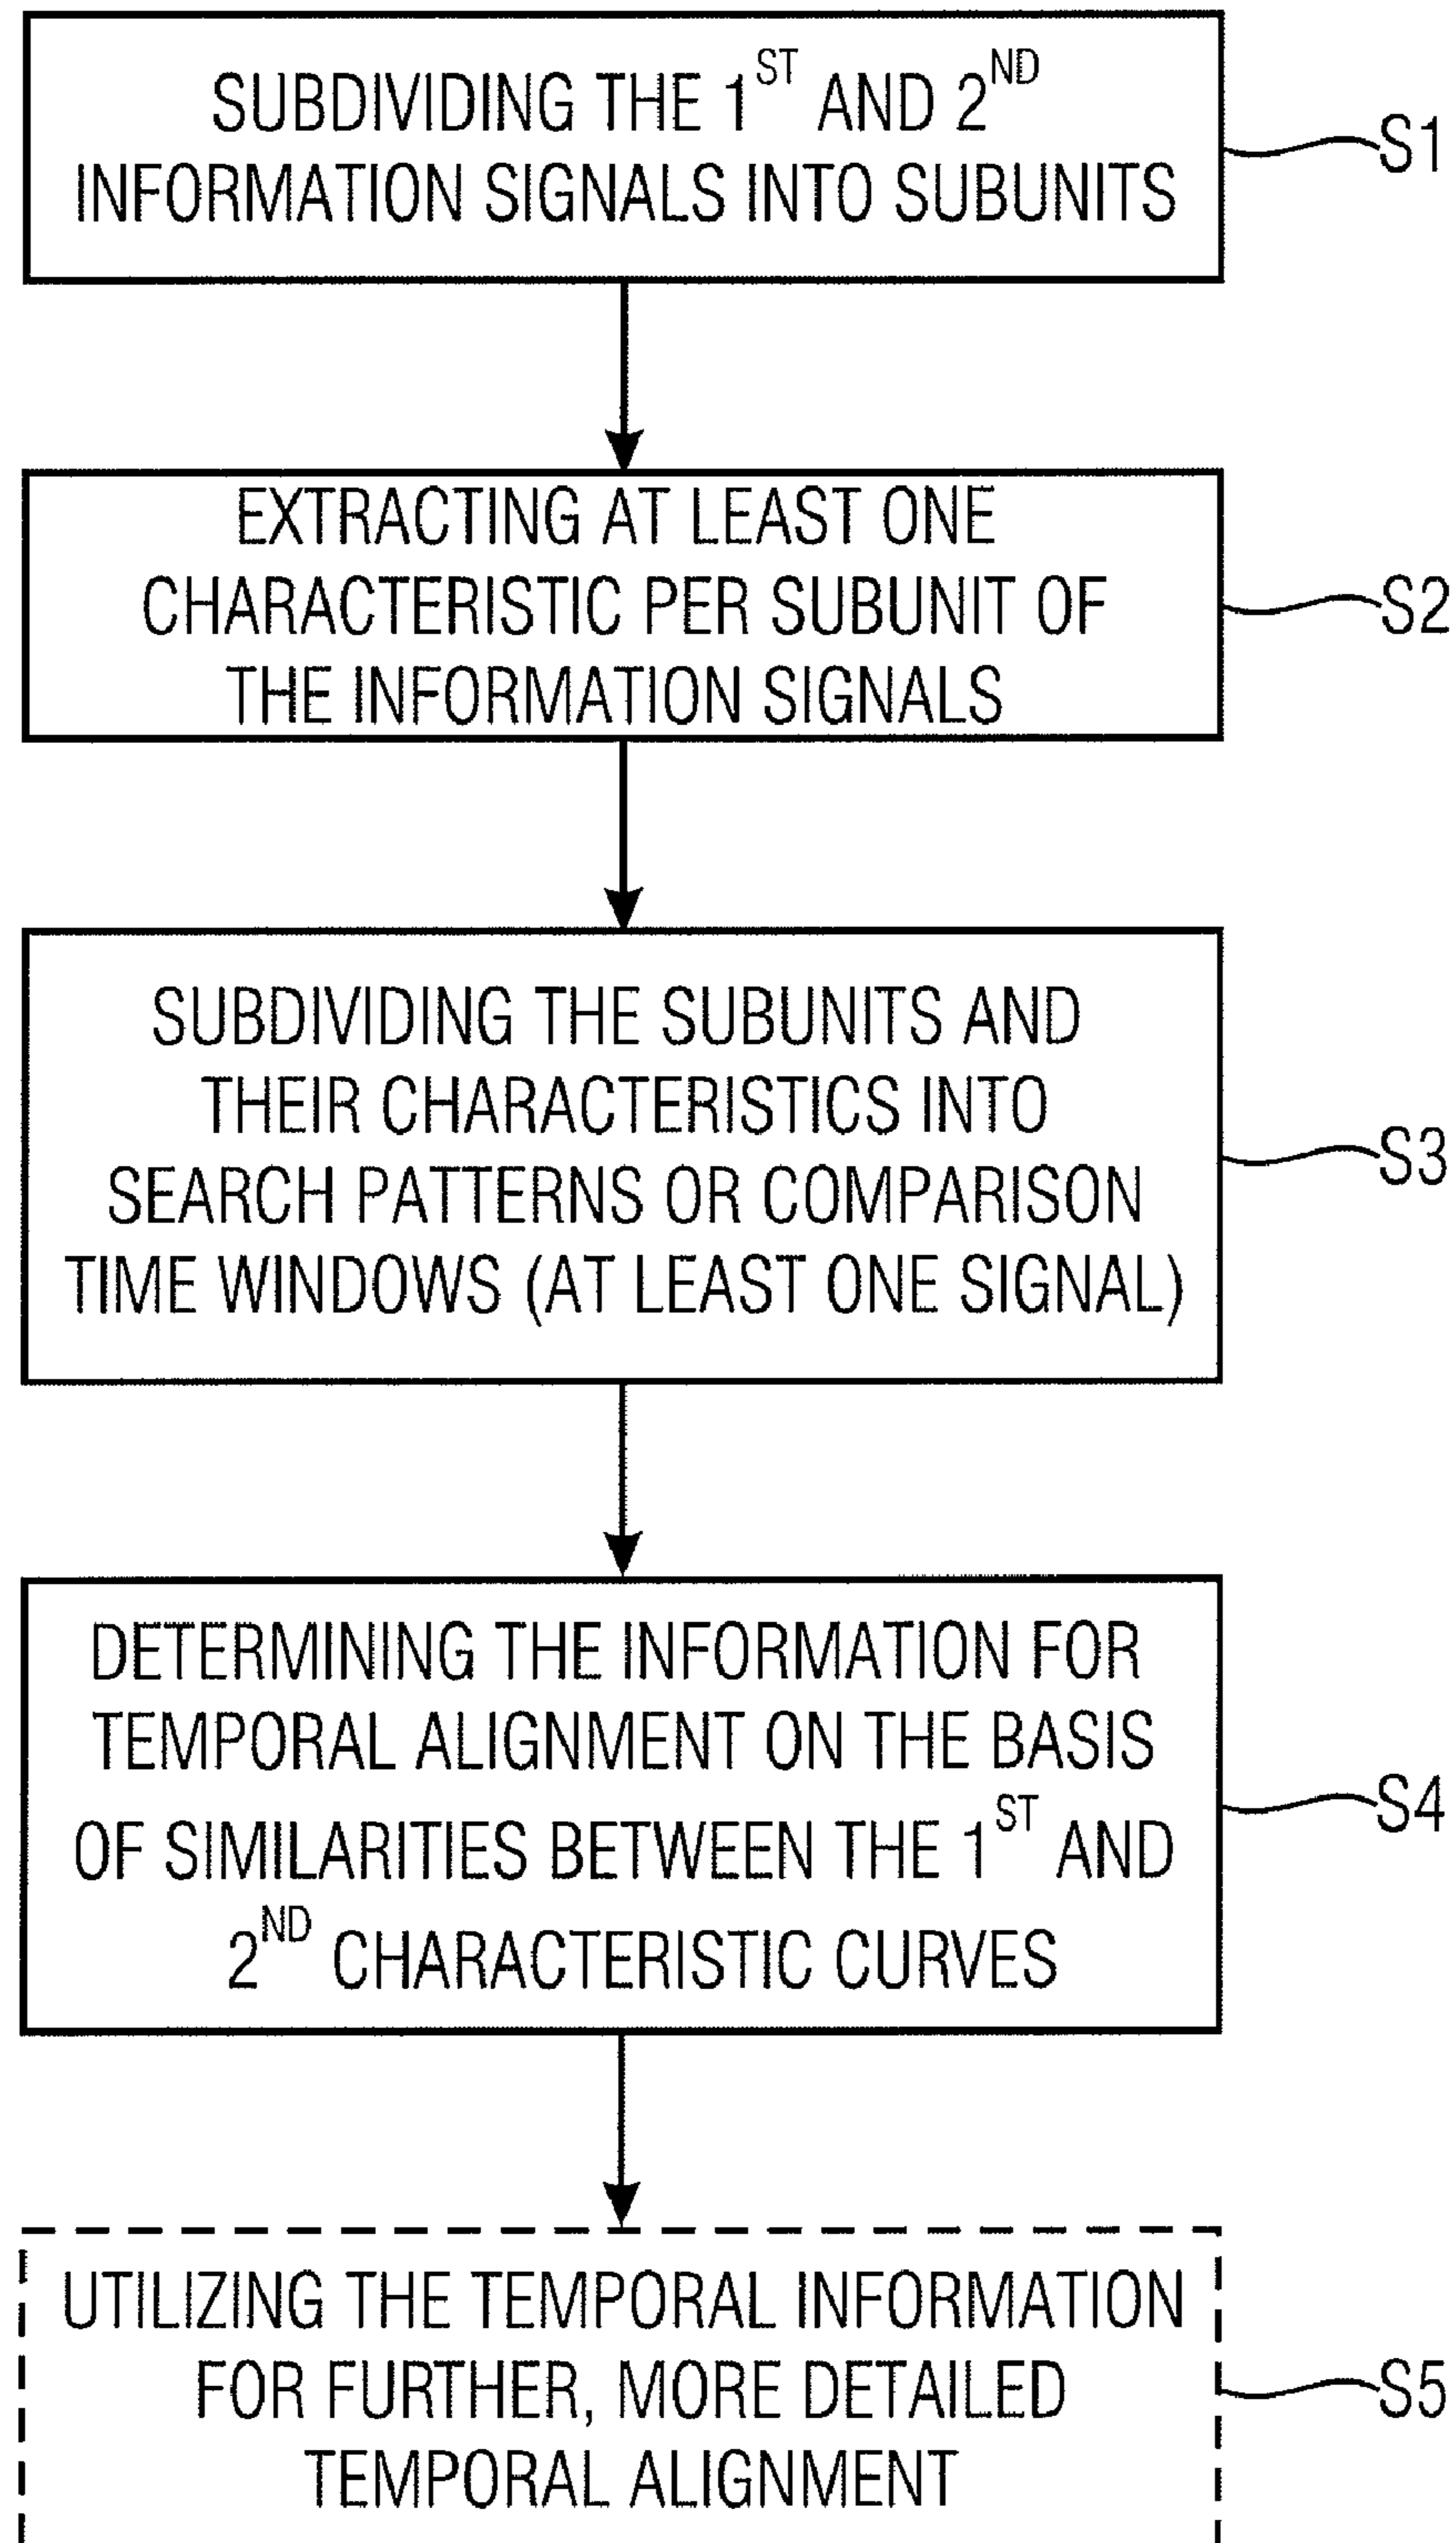 SUBDIVIDING THE 1ST AND 2ND
INFORMATION SIGNALS INTO SUBUNITS
S1
EXTRACTING AT LEAST ONE
CHARACTERISTIC PER SUBUNIT OF
THE INFORMATION SIGNALS
S2
SUBDIVIDING THE SUBUNITS AND
THEIR CHARACTERISTICS INTO
SEARCH PATTERNS OR COMPARISON
TIME WINDOWS (AT LEAST ONE SIGNAL)
S3
DETERMINING THE INFORMATION FOR
TEMPORAL ALIGNMENT ON THE BASIS
OF SIMILARITIES BETWEEN THE 1ST AND
2ND CHARACTERISTIC CURVES
S4
UTILIZING THE TEMPORAL INFORMATION
FOR FURTHER, MORE DETAILED
TEMPORAL ALIGNMENT
S5